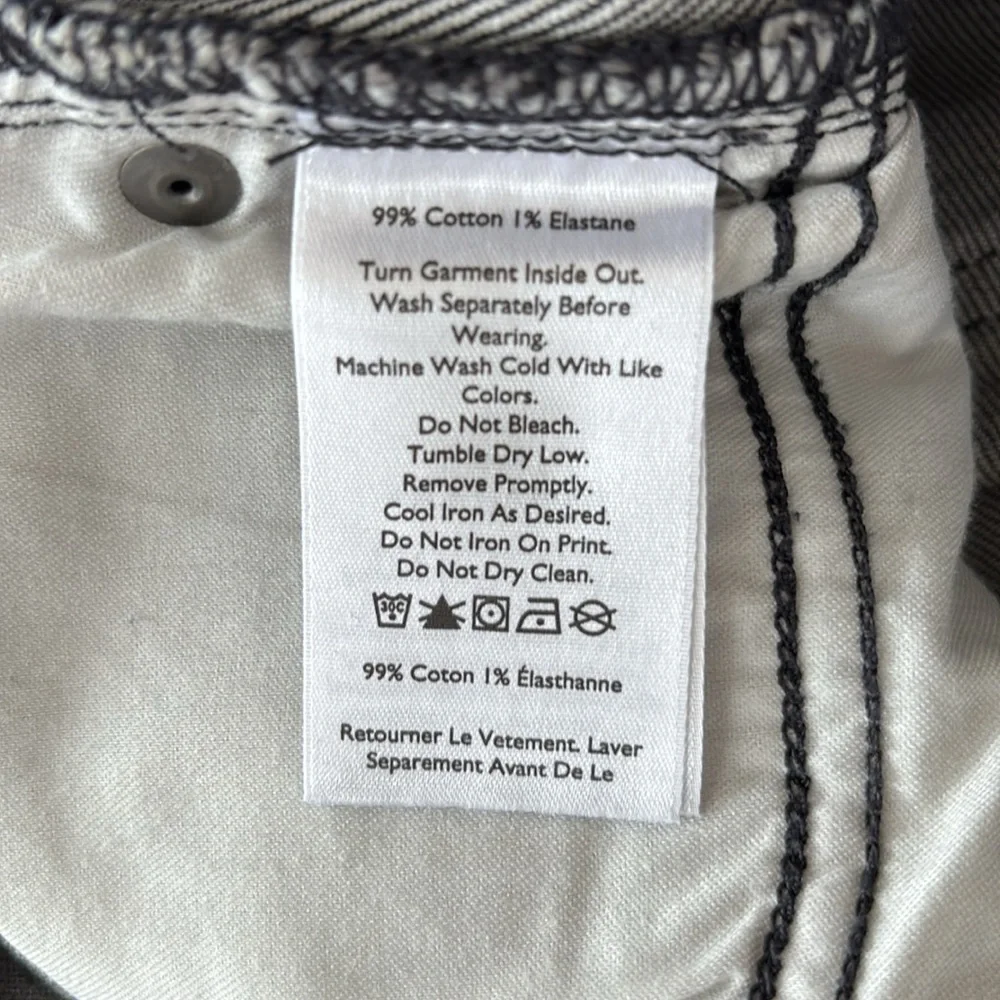 99% Cotton 1% Elastane
Turn Garment Inside Out.
Wash Separately Before
Wearing.
Machine Wash Cold With Like
Colors.
Do Not Bleach.
Tumble Dry Low.
Remove Promptly.
Cool Iron As Desired.
Do Not Iron On Print.
Do Not Dry Clean.
30C
99% Coton 1% Élasthanne
Retourner Le Vetement. Laver
Separement Avant De Le